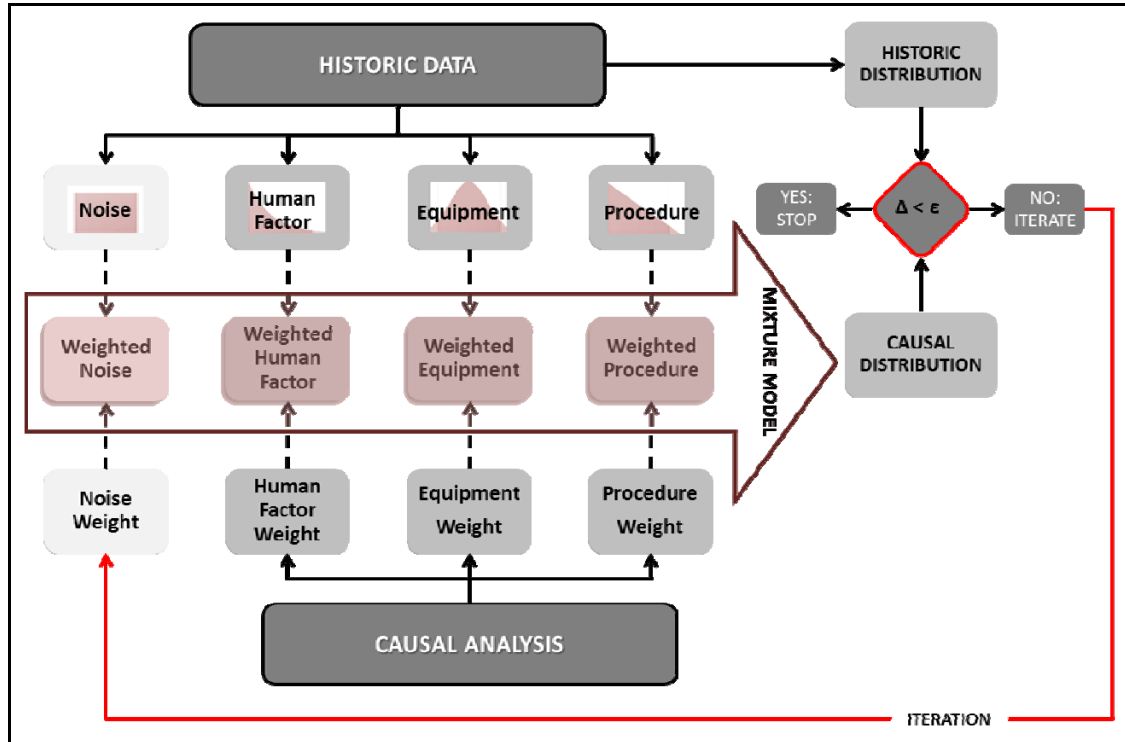 HISTORIC DATA
HISTORIC
DISTRIBUTION
Noise
Human
Factor
Equipment
Procedure
YES:
STOP
Δ < ε
NO:
ITERATE
Weighted
Noise
Weighted
Human
Factor
Weighted
Equipment
Weighted
Procedure
MIXTURE MODEL
CAUSAL
DISTRIBUTION
Noise
Weight
Human
Factor
Weight
Equipment
Weight
Procedure
Weight
CAUSAL ANALYSIS
ITERATION